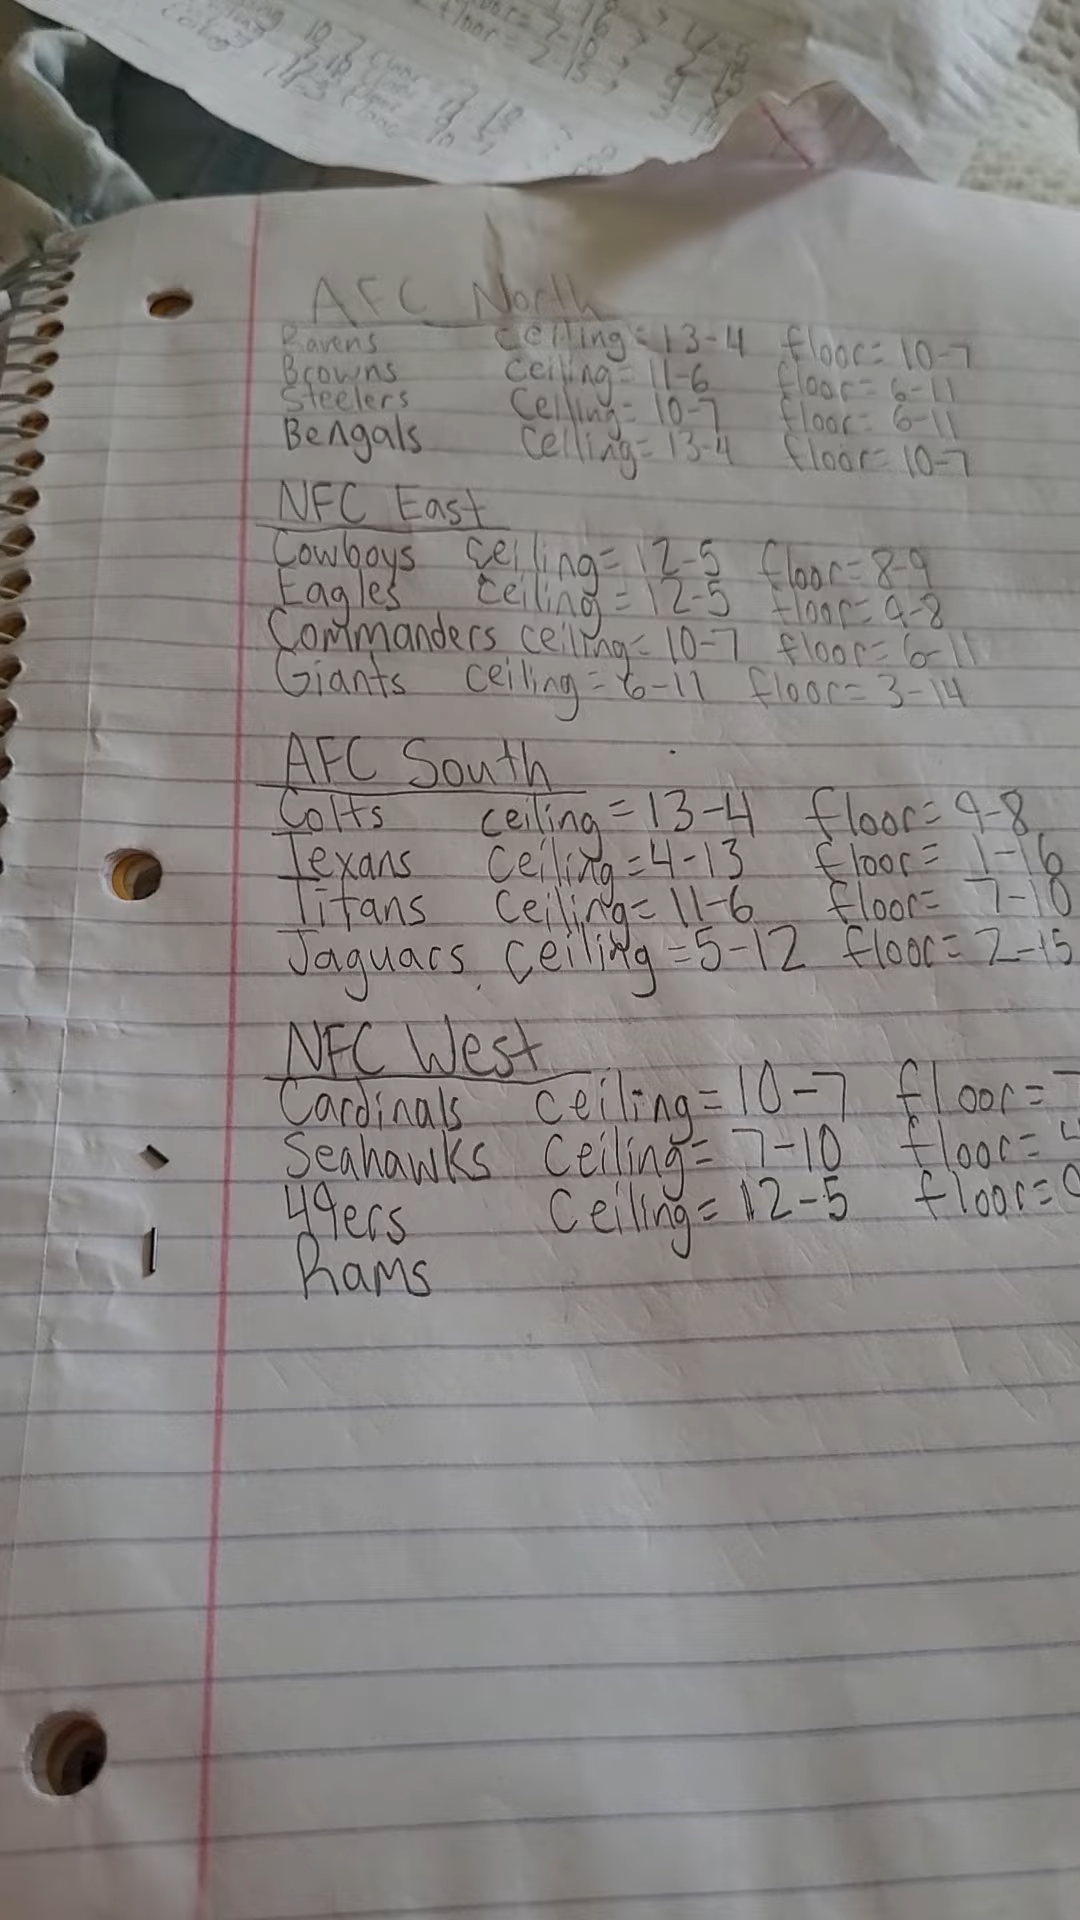 AFC North
Ravens ceiling=13-4 floor=10-7
Browns ceiling=11-6 floor=6-11
Steelers ceiling=10-7 floor=6-11
Bengals ceiling=13-4 floor=10-7
NFC East
Cowboys ceiling=12-5 floor=8-9
Eagles ceiling=12-5 floor=9-8
Commanders ceiling=10-7 floor=6-11
Giants ceiling=6-11 floor=3-14
AFC South
Colts ceiling=13-4 floor=9-8
Texans ceiling=4-13 floor=1-16
Titans ceiling=11-6 floor=7-10
Jaguars ceiling=5-12 floor=2-15
NFC West
Cardinals ceiling=10-7 floor=
Seahawks ceiling=7-10 floor=
49ers ceiling=12-5 floor=
Rams